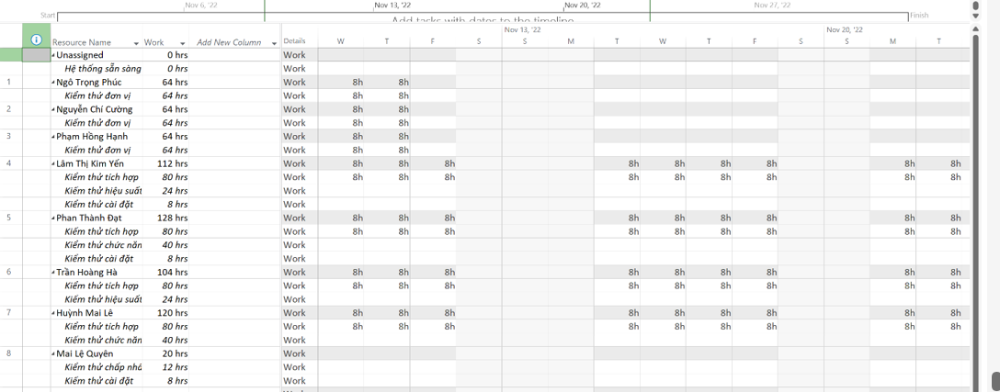 Nov 6, '22 Nov 13, '22 Nov 20, '22 Nov 27, '22
Start Add tasks with dates to the timeline Finish
Nov 13, '22 Nov 20, '22
Resource Name Work Add New Column Details W T F S S M T W T F S S M T
Unassigned 0 hrs Work
Hệ thống sẵn sàng 0 hrs Work
1 Ngô Trọng Phúc 64 hrs Work 8h 8h
Kiểm thử đơn vị 64 hrs Work 8h 8h
2 Nguyễn Chí Cường 64 hrs Work 8h 8h
Kiểm thử đơn vị 64 hrs Work 8h 8h
3 Phạm Hồng Hạnh 64 hrs Work 8h 8h
Kiểm thử đơn vị 64 hrs Work 8h 8h
4 Lâm Thị Kim Yến 112 hrs Work 8h 8h 8h 8h 8h 8h 8h 8h 8h
Kiểm thử tích hợp 80 hrs Work 8h 8h 8h 8h 8h 8h 8h 8h 8h
Kiểm thử hiệu suất 24 hrs Work
Kiểm thử cài đặt 8 hrs Work
5 Phan Thành Đạt 128 hrs Work 8h 8h 8h 8h 8h 8h 8h 8h 8h
Kiểm thử tích hợp 80 hrs Work 8h 8h 8h 8h 8h 8h 8h 8h 8h
Kiểm thử chức năn 40 hrs Work
Kiểm thử cài đặt 8 hrs Work
6 Trần Hoàng Hà 104 hrs Work 8h 8h 8h 8h 8h 8h 8h 8h 8h
Kiểm thử tích hợp 80 hrs Work 8h 8h 8h 8h 8h 8h 8h 8h 8h
Kiểm thử hiệu suất 24 hrs Work
7 Huỳnh Mai Lê 120 hrs Work 8h 8h 8h 8h 8h 8h 8h 8h 8h
Kiểm thử tích hợp 80 hrs Work 8h 8h 8h 8h 8h 8h 8h 8h 8h
Kiểm thử chức năn 40 hrs Work
8 Mai Lệ Quyên 20 hrs Work
Kiểm thử chấp nhậ 12 hrs Work
Kiểm thử cài đặt 8 hrs Work